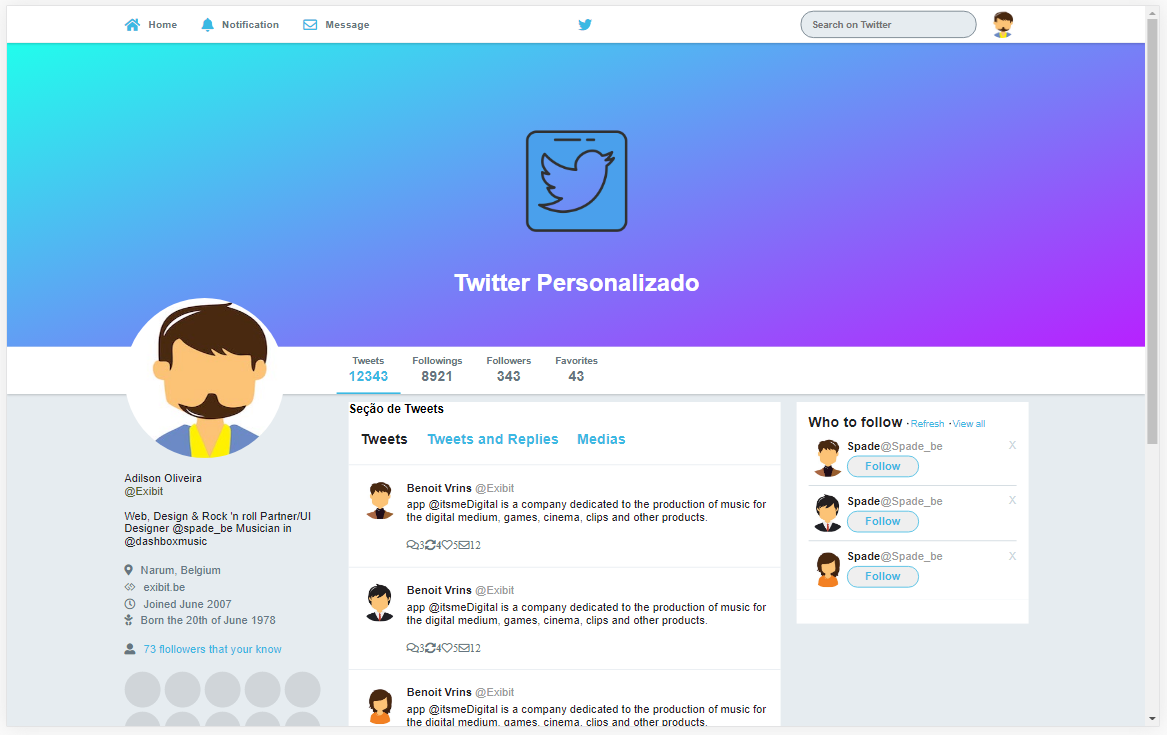 Home Notification Message Search on Twitter
Twitter Personalizado
Tweets Followings Followers Favorites
12343 8921 343 43
Adilson Oliveira
@Exibit
Web, Design & Rock 'n roll Partner/UI
Designer @spade_be Musician in
@dashboxmusic
Narum, Belgium
exibit.be
Joined June 2007
Born the 20th of June 1978
73 flollowers that your know
Seção de Tweets
Tweets Tweets and Replies Medias
Benoit Vrins @Exibit
app @itsmeDigital is a company dedicated to the production of music for
the digital medium, games, cinema, clips and other products.
3 4 5 12
Benoit Vrins @Exibit
app @itsmeDigital is a company dedicated to the production of music for
the digital medium, games, cinema, clips and other products.
3 4 5 12
Benoit Vrins @Exibit
app @itsmeDigital is a company dedicated to the production of music for
the digital medium, games, cinema, clips and other products.
Who to follow · Refresh · View all
Spade@Spade_be X
Follow
Spade@Spade_be X
Follow
Spade@Spade_be X
Follow